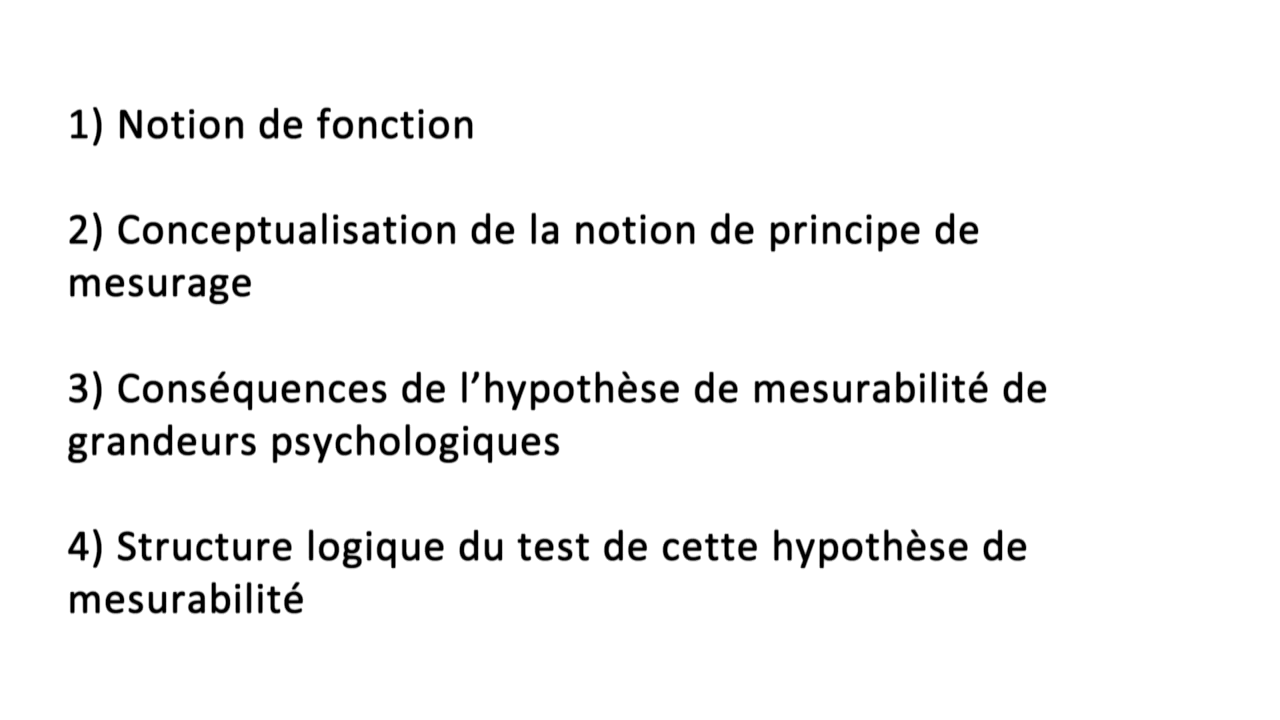 1) Notion de fonction
2) Conceptualisation de la notion de principe de
mesurage
3) Conséquences de l’hypothèse de mesurabilité de
grandeurs psychologiques
4) Structure logique du test de cette hypothèse de
mesurabilité